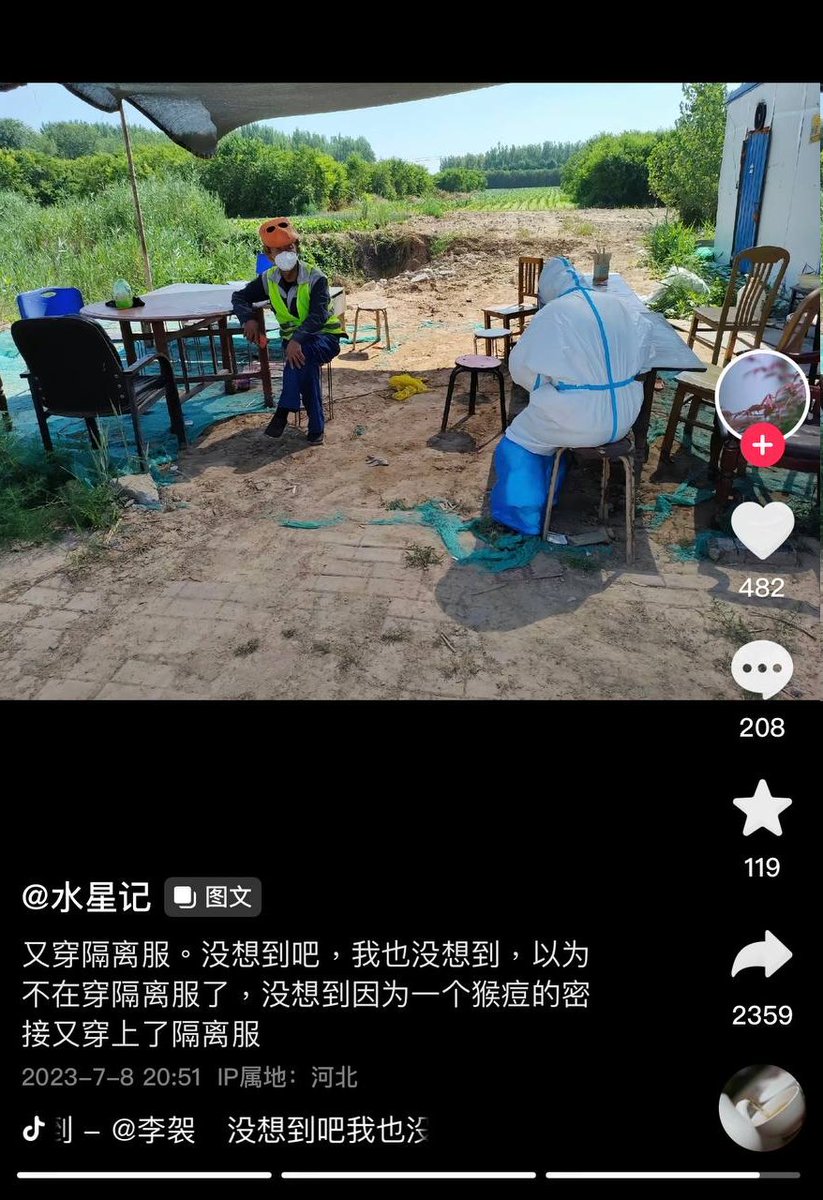 482
208
119
2359
@水星记 图文
又穿隔离服。没想到吧，我也没想到，以为
不在穿隔离服了，没想到因为一个猴痘的密
接又穿上了隔离服
2023-7-8 20:51 IP属地：河北
- @李袈 没想到吧我也没